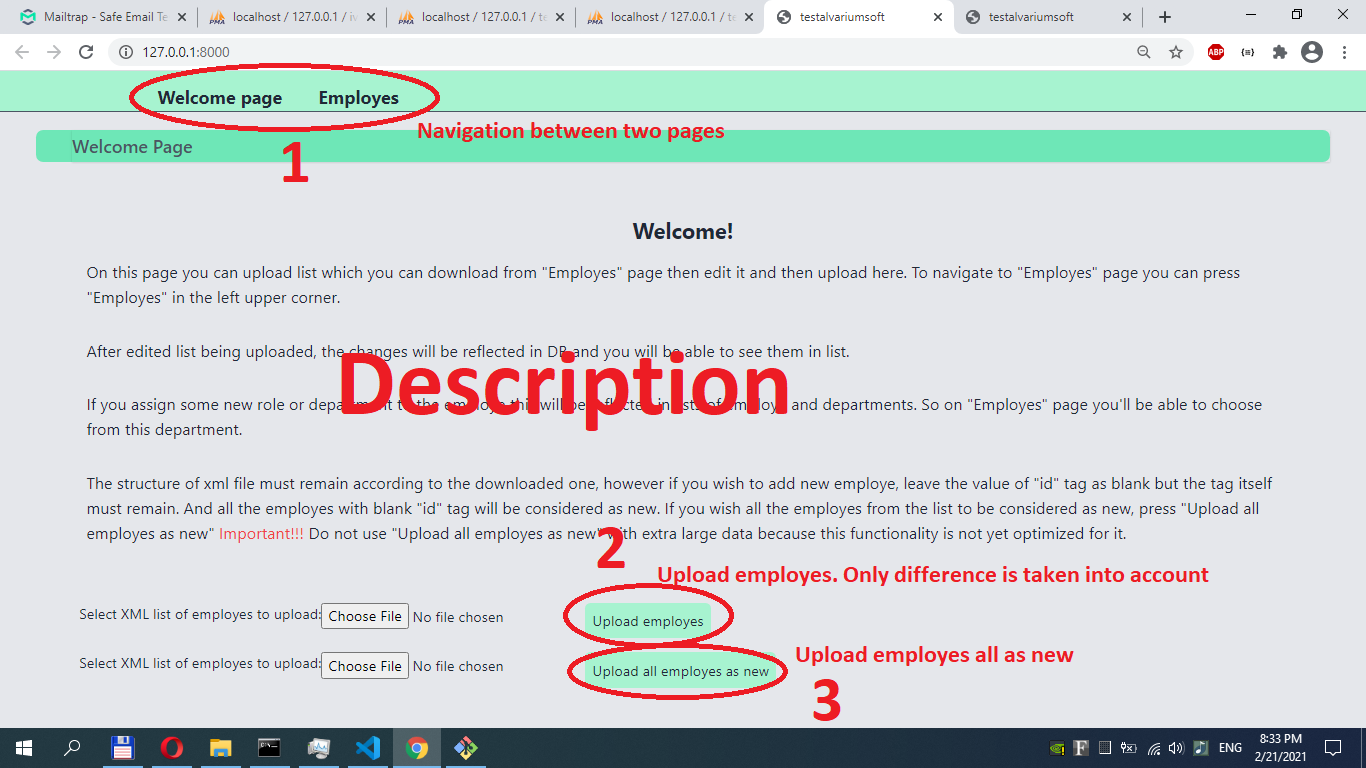 Mailtrap - Safe Email Te
localhost / 127.0.0.1 / iv
localhost / 127.0.0.1 / te
localhost / 127.0.0.1 / te
testalvariumsoft
testalvariumsoft
127.0.0.1:8000
ABP
Welcome page Employes
Navigation between two pages
1
Welcome Page
Welcome!
On this page you can upload list which you can download from "Employes" page then edit it and then upload here. To navigate to "Employes" page you can press
"Employes" in the left upper corner.
After edited list being uploaded, the changes will be reflected in DB and you will be able to see them in list.
Description
If you assign some new role or department to the employe this will be reflected in lists of employe and departments. So on "Employes" page you'll be able to choose
from this department.
The structure of xml file must remain according to the downloaded one, however if you wish to add new employe, leave the value of "id" tag as blank but the tag itself
must remain. And all the employes with blank "id" tag will be considered as new. If you wish all the employes from the list to be considered as new, press "Upload all
employes as new" Important!!! Do not use "Upload all employes as new" with extra large data because this functionality is not yet optimized for it.
2
Upload employes. Only difference is taken into account
Select XML list of employes to upload: Choose File No file chosen Upload employes
Select XML list of employes to upload: Choose File No file chosen Upload all employes as new
Upload employes all as new
3
ENG
8:33 PM
2/21/2021